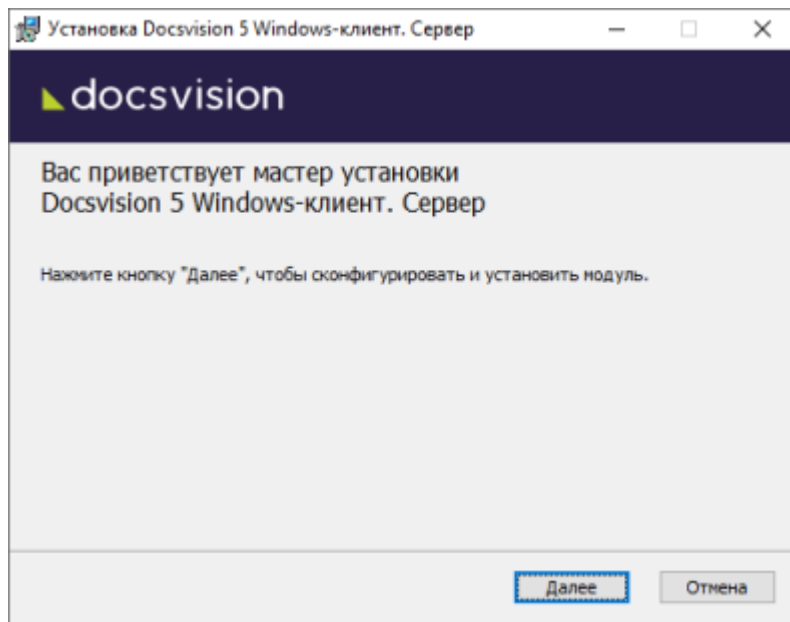 Установка Docsvision 5 Windows-клиент. Сервер
docsvision
Вас приветствует мастер установки
Docsvision 5 Windows-клиент. Сервер
Нажмите кнопку "Далее", чтобы сконфигурировать и установить модуль.
Далее
Отмена